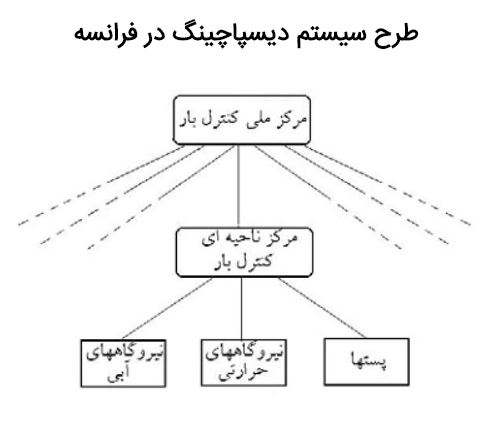 طرح سیستم دیسپاچینگ در فرانسه
مرکز ملی کنترل بار
مرکز ناحیه ای
کنترل بار
پستها
نیروگاههای
حرارتی
نیروگاههای
آبی